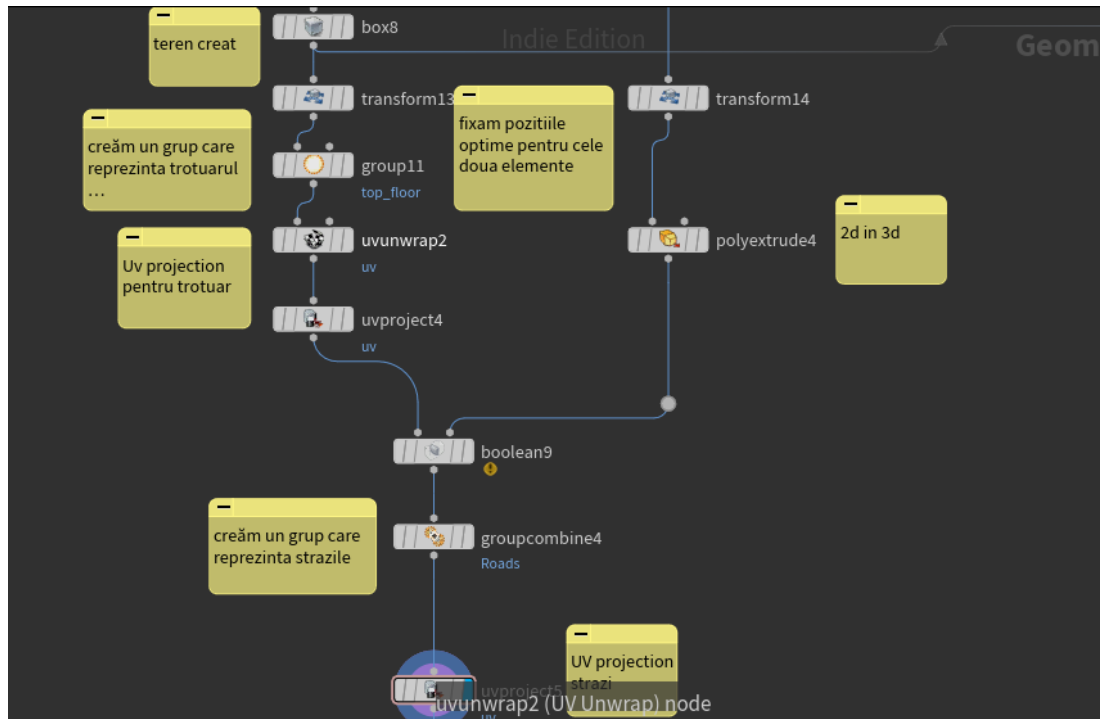 teren creat
box8
Indie Edition
Geom
transform13
fixam pozitiile
optime pentru cele
doua elemente
transform14
creăm un grup care
reprezinta trotuarul
...
group11
top_floor
Uv projection
pentru trotuar
uvunwrap2
uv
polyextrude4
2d in 3d
uvproject4
uv
boolean9
creăm un grup care
reprezinta strazile
groupcombine4
Roads
UV projection
strazi
uvproject5
uv
uvunwrap2 (UV Unwrap) node